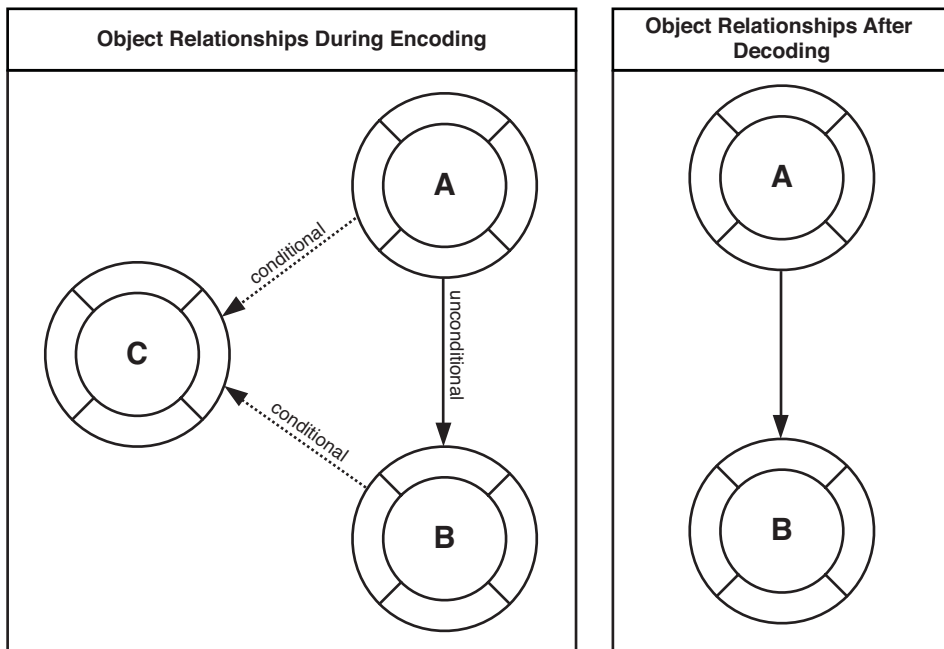 Object Relationships During Encoding
Object Relationships After
Decoding
A
conditional
unconditional
C
conditional
B
A
B